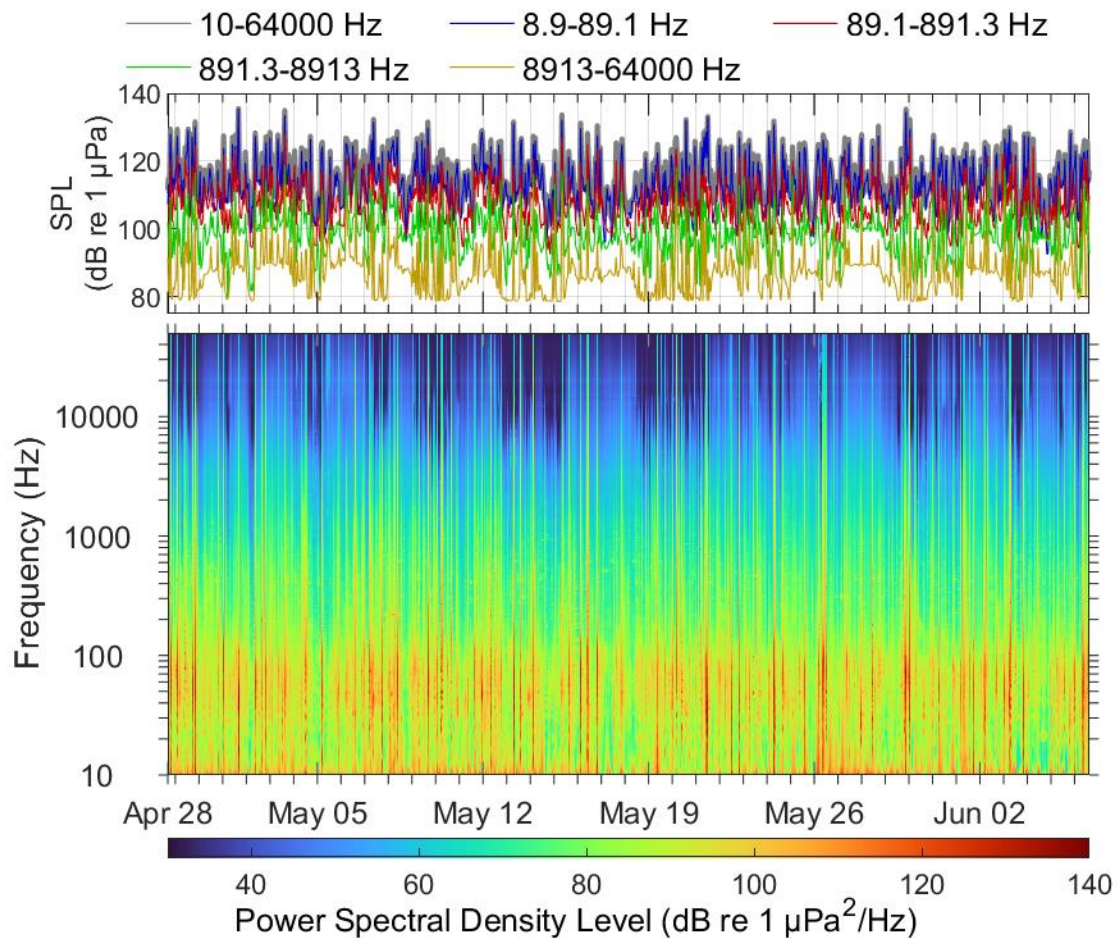 10-64000 Hz 8.9-89.1 Hz 89.1-891.3 Hz
891.3-8913 Hz 8913-64000 Hz
140
120
100
80
SPL
(dB re 1 µPa)
10000
1000
100
10
Frequency (Hz)
Apr 28 May 05 May 12 May 19 May 26 Jun 02
40 60 80 100 120 140
Power Spectral Density Level (dB re 1 µPa²/Hz)